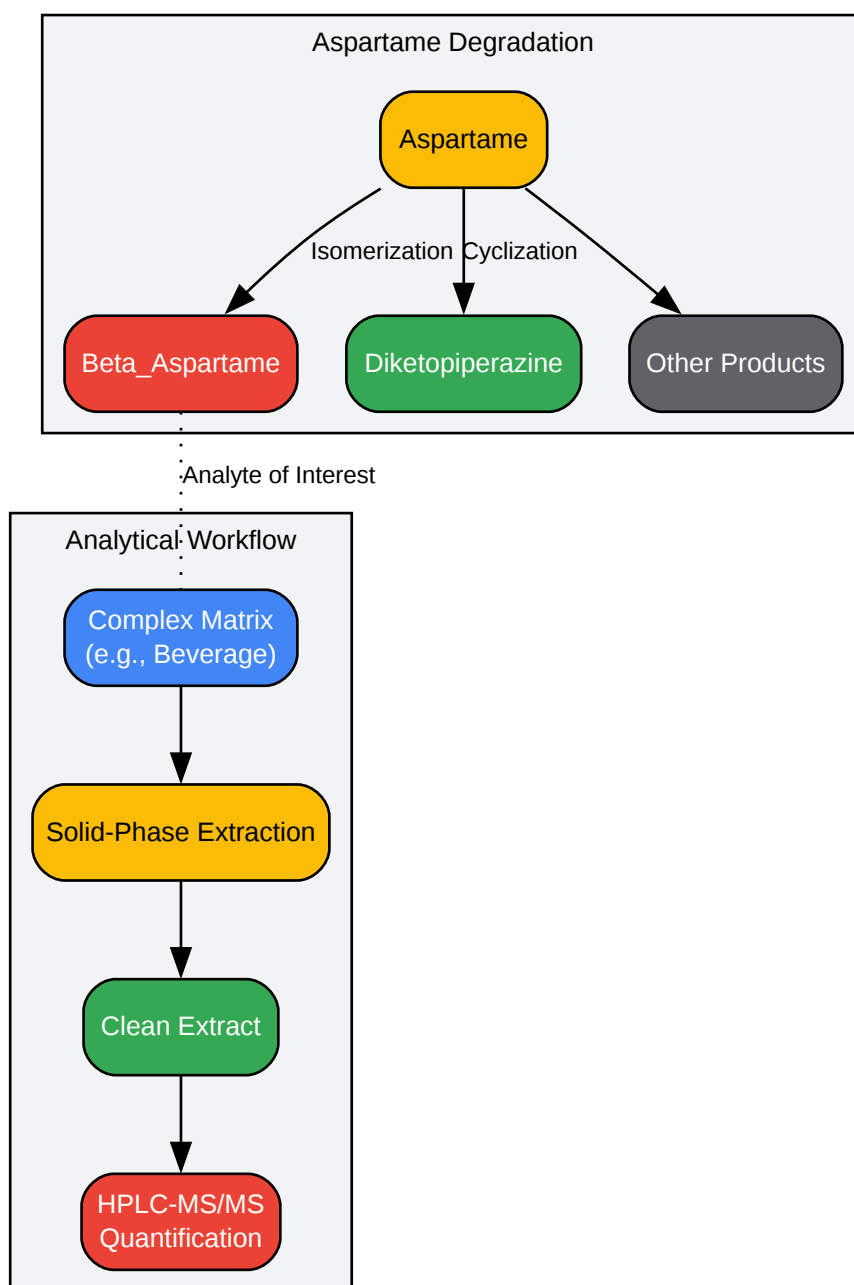 Aspartame Degradation
Aspartame
Isomerization
Cyclization
Beta_Aspartame
Diketopiperazine
Other Products
Analyte of Interest
Analytical Workflow
Complex Matrix
(e.g., Beverage)
Solid-Phase Extraction
Clean Extract
HPLC-MS/MS
Quantification